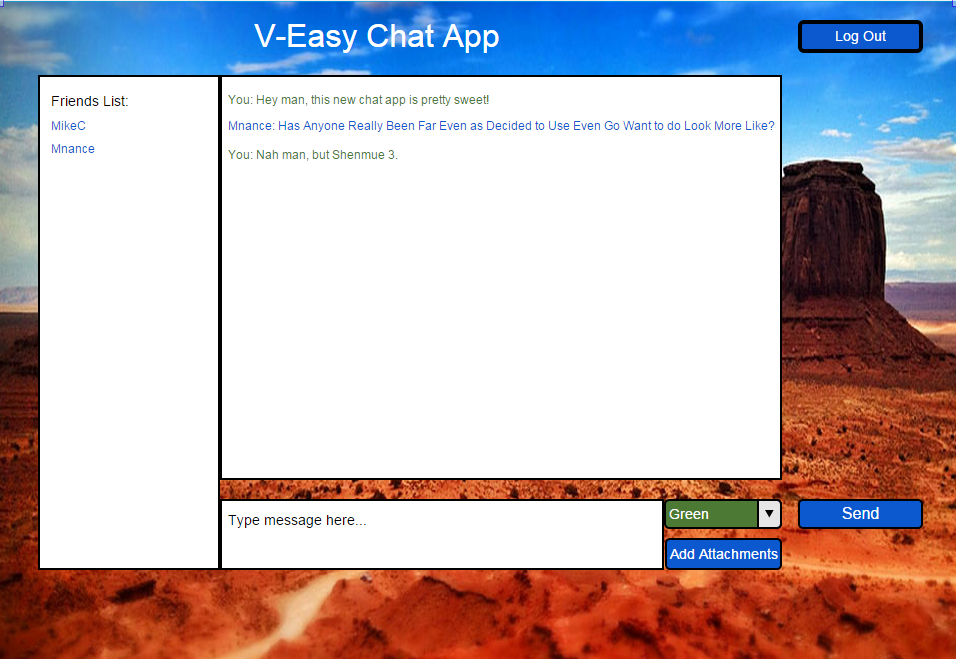 V-Easy Chat App
Log Out
Friends List:
MikeC
Mnance
You: Hey man, this new chat app is pretty sweet!
Mnance: Has Anyone Really Been Far Even as Decided to Use Even Go Want to do Look More Like?
You: Nah man, but Shenmue 3.
Type message here...
Green
Send
Add Attachments